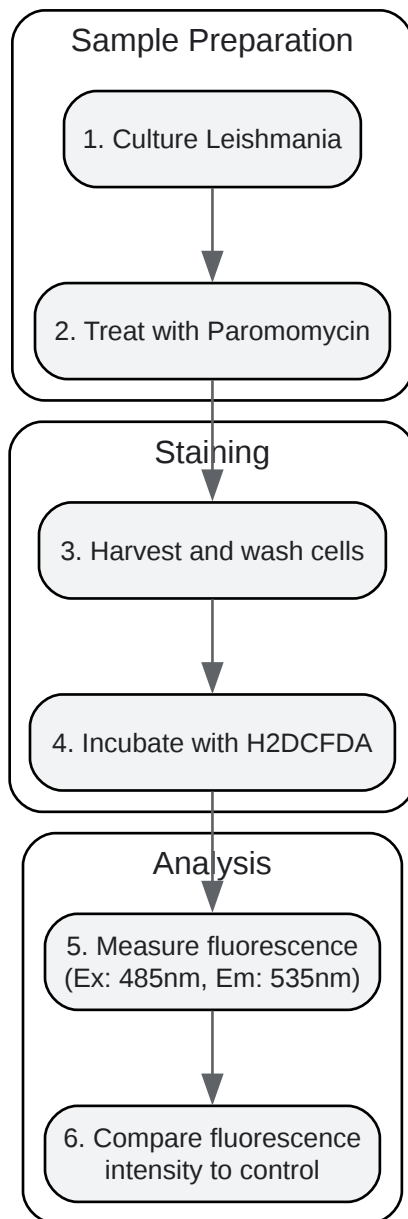 Sample Preparation
1. Culture Leishmania
2. Treat with Paromomycin
Staining
3. Harvest and wash cells
4. Incubate with H2DCFDA
Analysis
5. Measure fluorescence
(Ex: 485nm, Em: 535nm)
6. Compare fluorescence
intensity to control